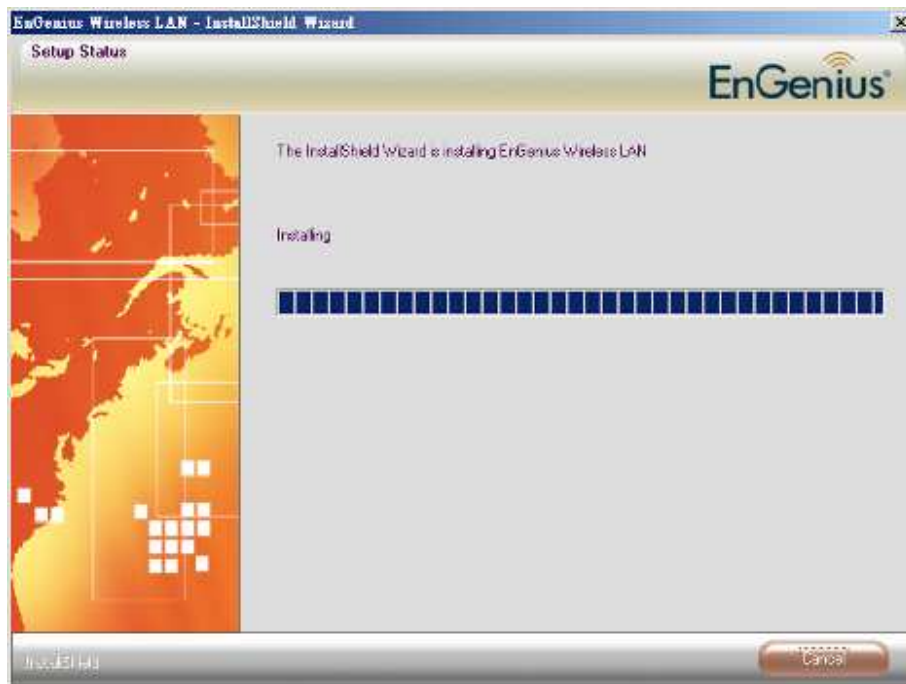 EnGenius Wireless LAN - InstallShield Wizard
Setup Status
EnGenius®
The InstallShield Wizard is installing EnGenius Wireless LAN
Installing
InstallShield
Cancel